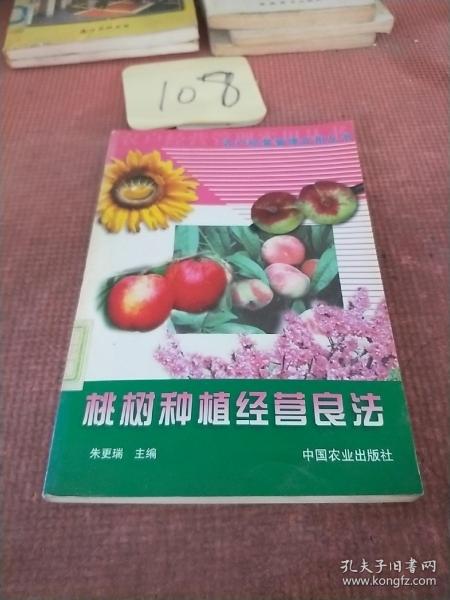 108
桃树种植经营良法
朱更瑞 主编
中国农业出版社
孔夫子旧书网
www.kongfz.com